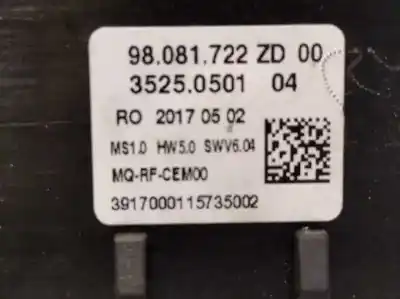 98.081.722 ZD 00
3525.0501 04
RO 2017 05 02
MS1.0 HW5.0 SWV6.04
MQ-RF-CEM00
3917000115735002